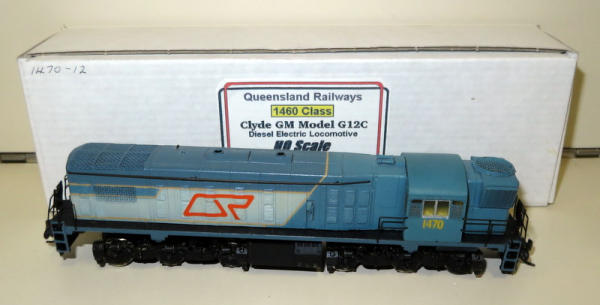 1470-12
Queensland Railways
1460 Class
Clyde GM Model G12C
Diesel Electric Locomotive
HO Scale
QR
1470